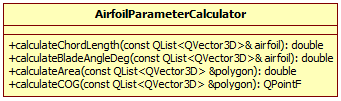 AirfoilParameterCalculator
+calculateChordLength(const QList<QVector3D>& airfoil): double
+calculateBladeAngleDeg(const QList<QVector3D>& airfoil): double
+calculateArea(const QList<QVector3D> &polygon): double
+calculateCOG(const QList<QVector3D> &polygon): QPointF